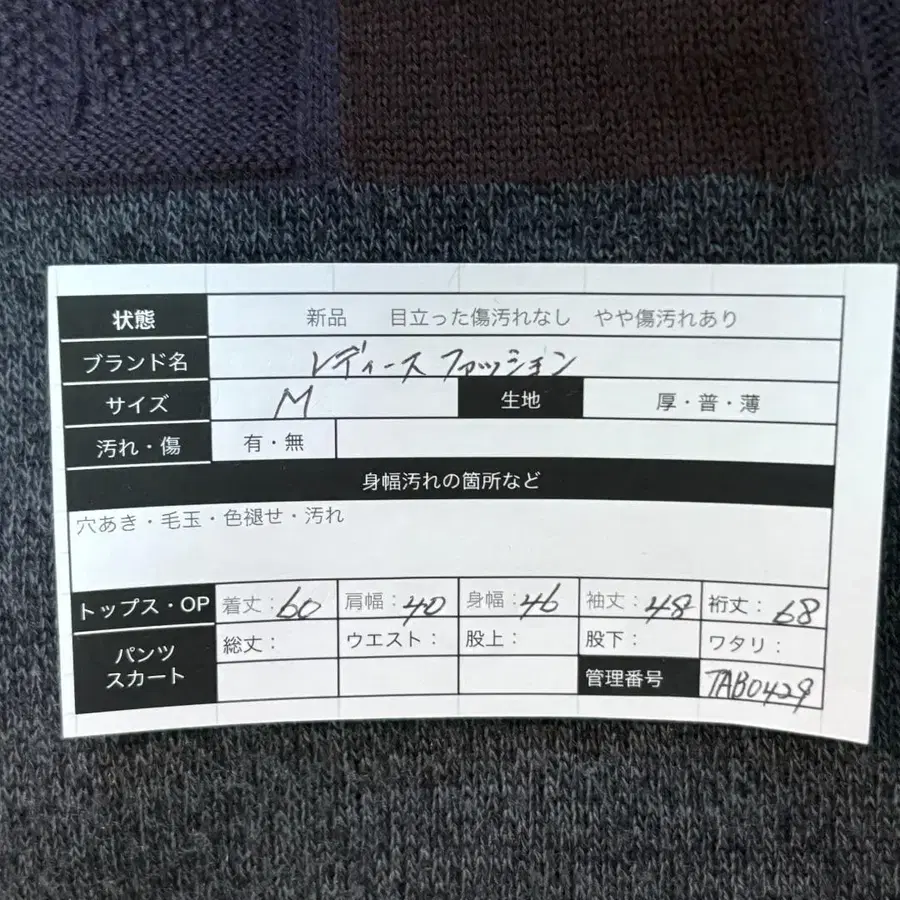 状態 新品 目立った傷汚れなし やや傷汚れあり
ブランド名 レディースファッション
サイズ M 生地 厚・普・薄
汚れ・傷 有・無
身幅汚れの箇所など
穴あき・毛玉・色褪せ・汚れ
トップス・OP 着丈：60 肩幅：40 身幅：46 袖丈：48 裄丈：68
パンツ 総丈： ウエスト： 股上： 股下： ワタリ：
スカート 管理番号 TAB0429